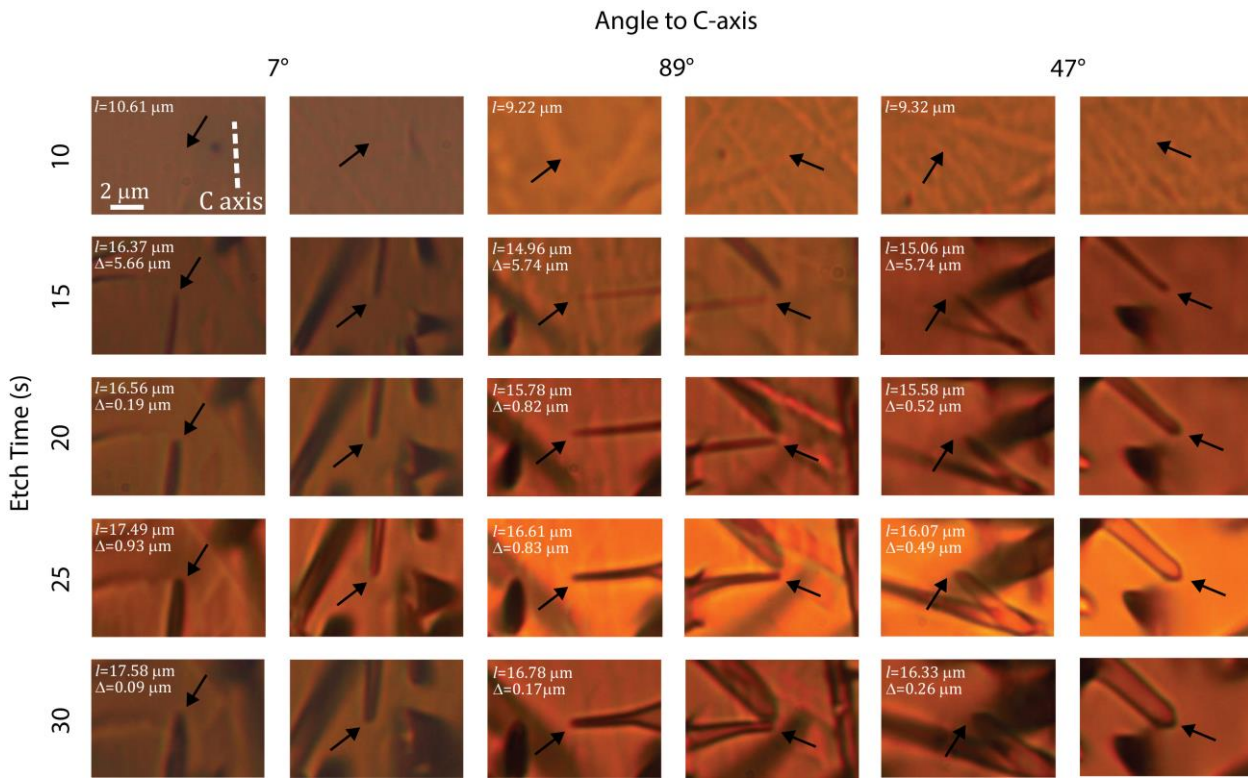 Angle to C-axis
7°
89°
47°
Etch Time (s)
10
l=10.61 µm
2 µm
C axis
l=9.22 µm
l=9.32 µm
15
l=16.37 µm
Δ=5.66 µm
l=14.96 µm
Δ=5.74 µm
l=15.06 µm
Δ=5.74 µm
20
l=16.56 µm
Δ=0.19 µm
l=15.78 µm
Δ=0.82 µm
l=15.58 µm
Δ=0.52 µm
25
l=17.49 µm
Δ=0.93 µm
l=16.61 µm
Δ=0.83 µm
l=16.07 µm
Δ=0.49 µm
30
l=17.58 µm
Δ=0.09 µm
l=16.78 µm
Δ=0.17µm
l=16.33 µm
Δ=0.26 µm